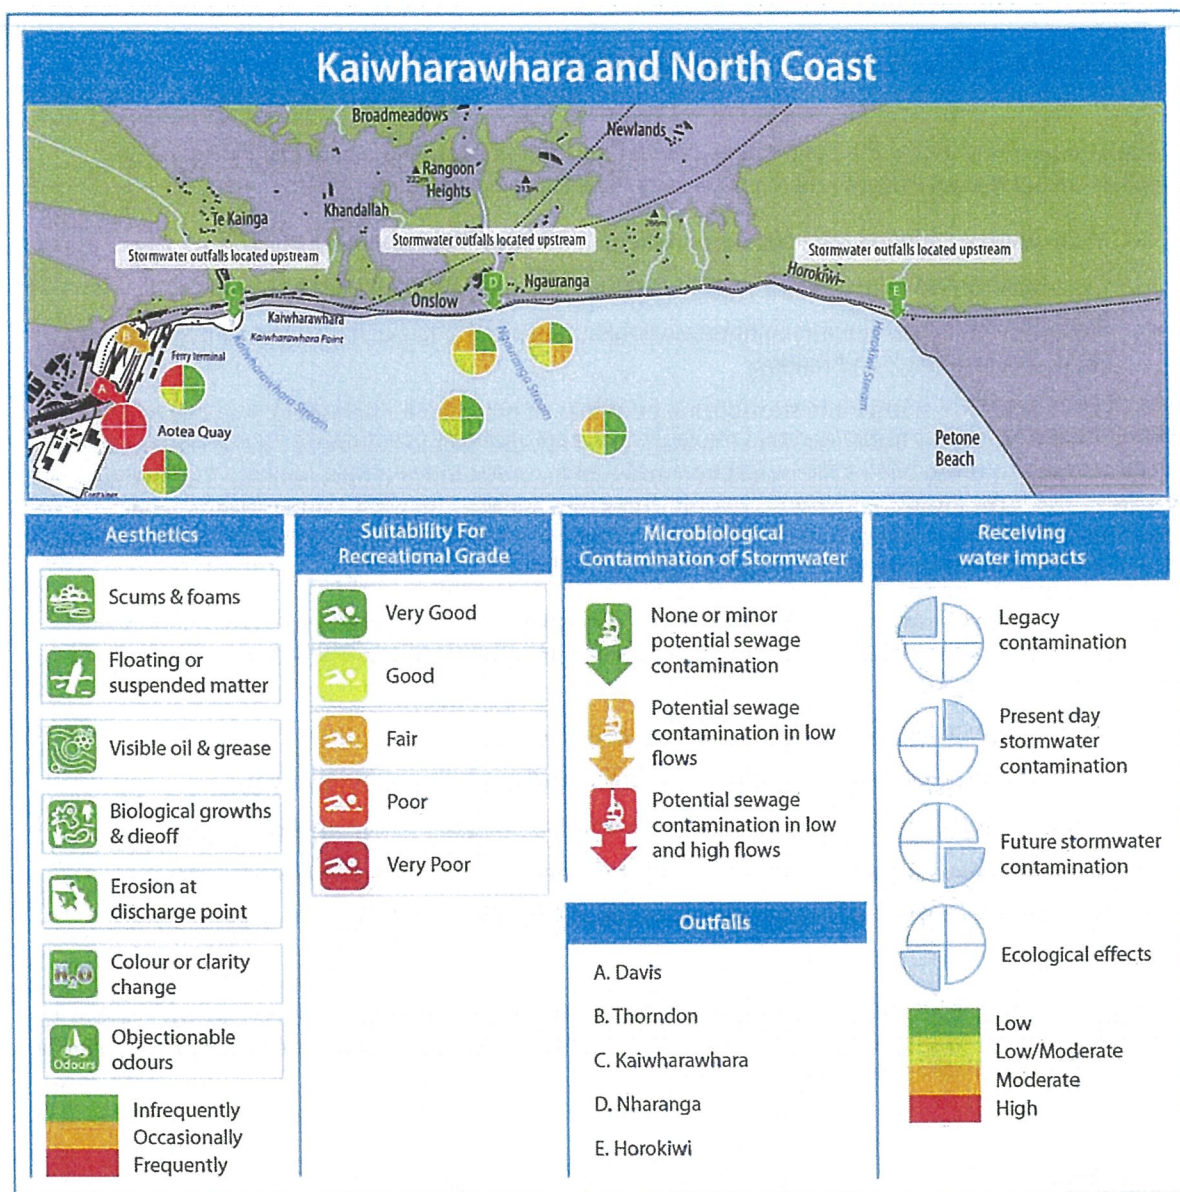 Kaiwharawhara and North Coast
Broadmeadows
Newlands
Rangoon
Heights
Te Kainga
Khandallah
Stormwater outfalls located upstream
Stormwater outfalls located upstream
Stormwater outfalls located upstream
C
D
E
Onslow
Ngauranga
Horokiwi
Kaiwharawhara
Kaiwharawhara Point
Ferry terminal
A
Aotea Quay
Kaiwharawhara Stream
Ngauranga Stream
Horokiwi Stream
Petone
Beach
Container
Aesthetics
Scums & foams
Floating or
suspended matter
Visible oil & grease
Biological growths
& dieoff
Erosion at
discharge point
H2O
Colour or clarity
change
Odours
Objectionable
odours
Infrequently
Occasionally
Frequently
Suitability For
Recreational Grade
Very Good
Good
Fair
Poor
Very Poor
Microbiological
Contamination of Stormwater
None or minor
potential sewage
contamination
Potential sewage
contamination in low
flows
Potential sewage
contamination in low
and high flows
Outfalls
A. Davis
B. Thorndon
C. Kaiwharawhara
D. Nharanga
E. Horokiwi
Receiving
water impacts
Legacy
contamination
Present day
stormwater
contamination
Future stormwater
contamination
Ecological effects
Low
Low/Moderate
Moderate
High